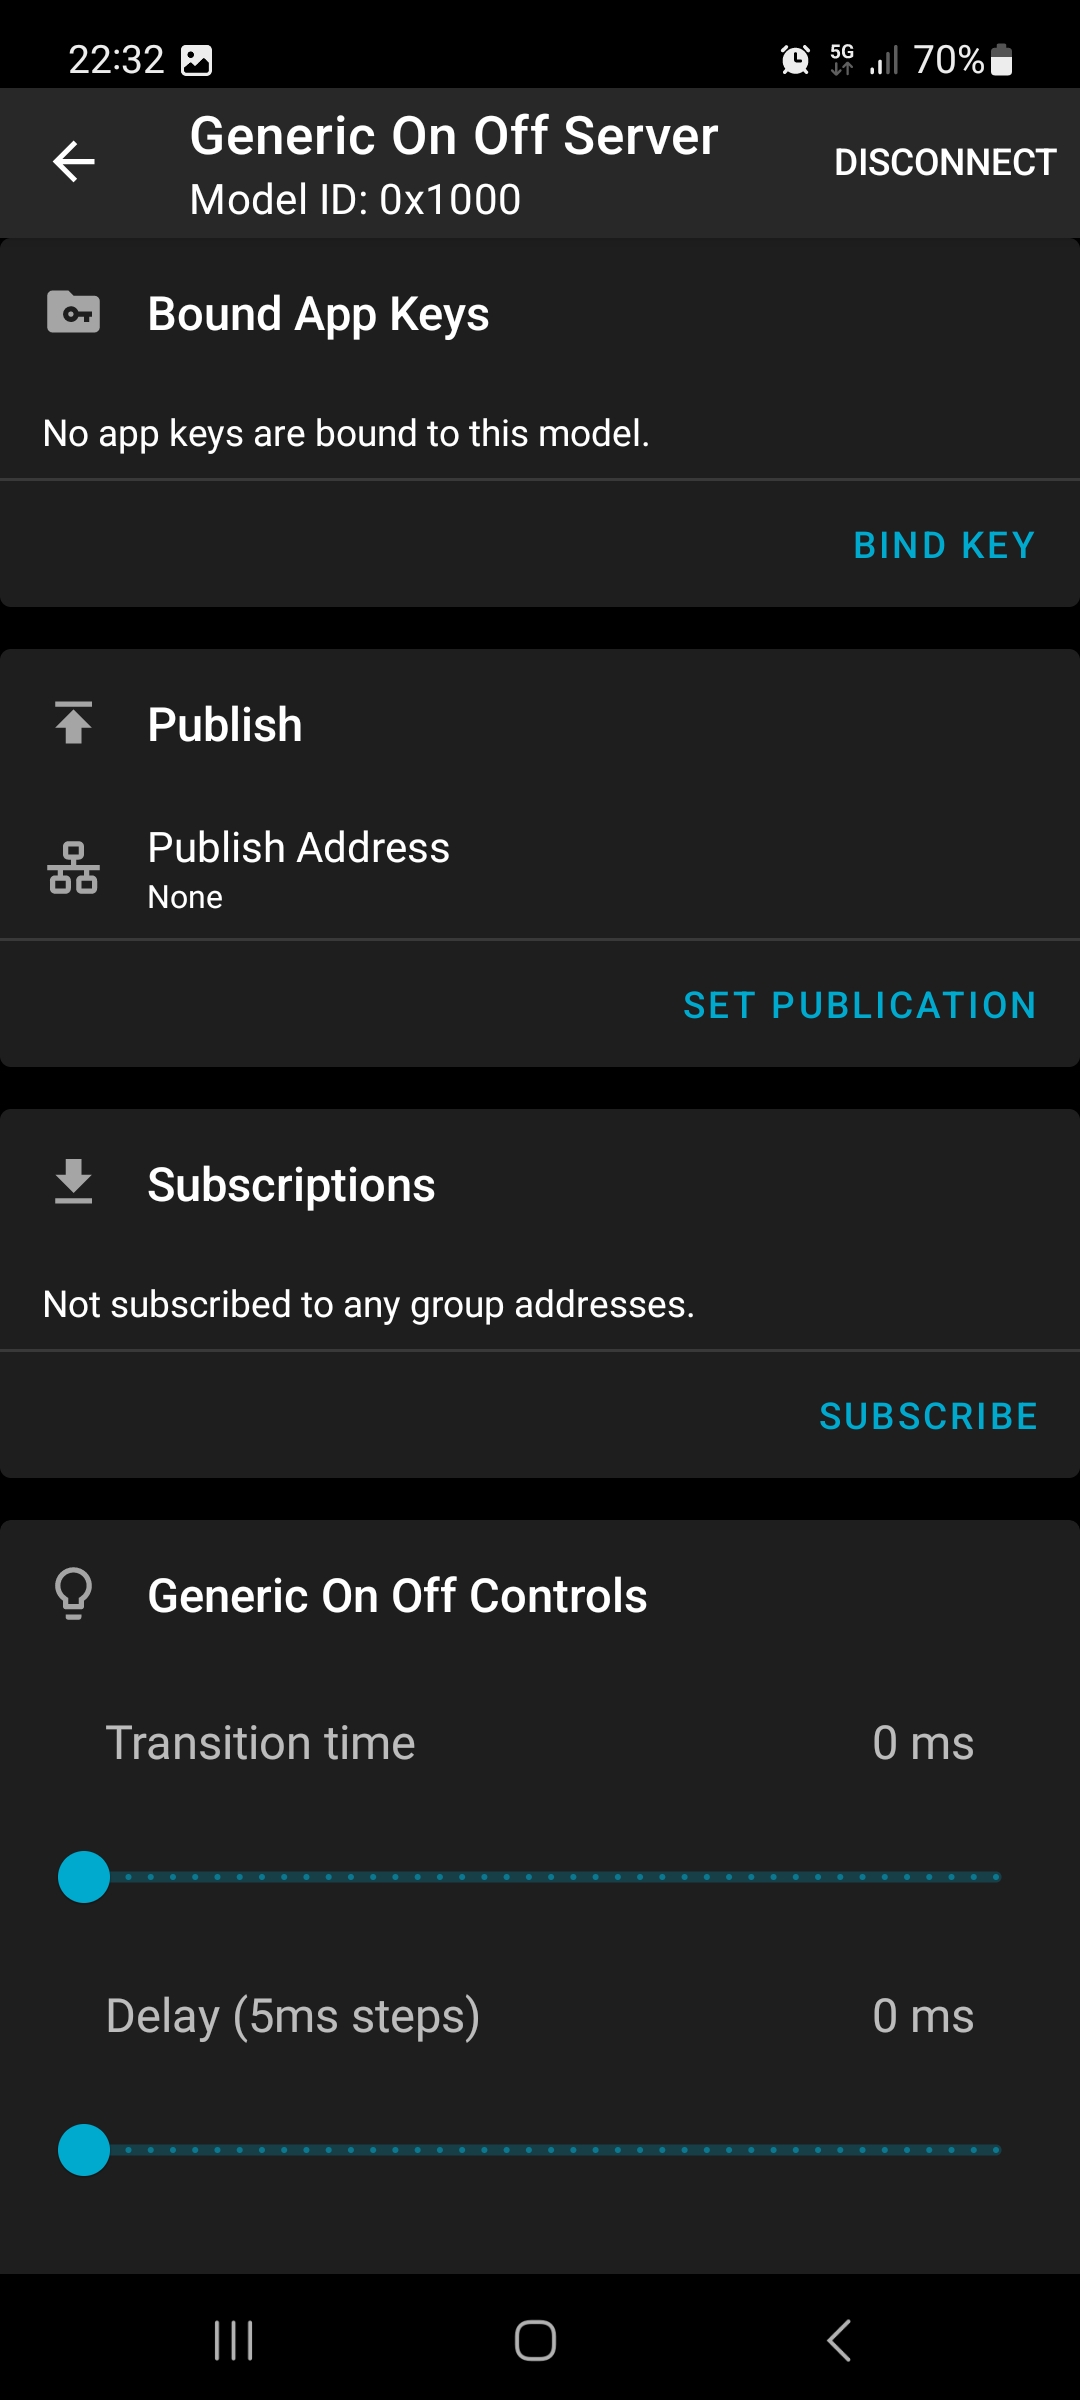 22:32
5G 70%
Generic On Off Server
Model ID: 0x1000
DISCONNECT
Bound App Keys
No app keys are bound to this model.
BIND KEY
Publish
Publish Address
None
SET PUBLICATION
Subscriptions
Not subscribed to any group addresses.
SUBSCRIBE
Generic On Off Controls
Transition time 0 ms
Delay (5ms steps) 0 ms